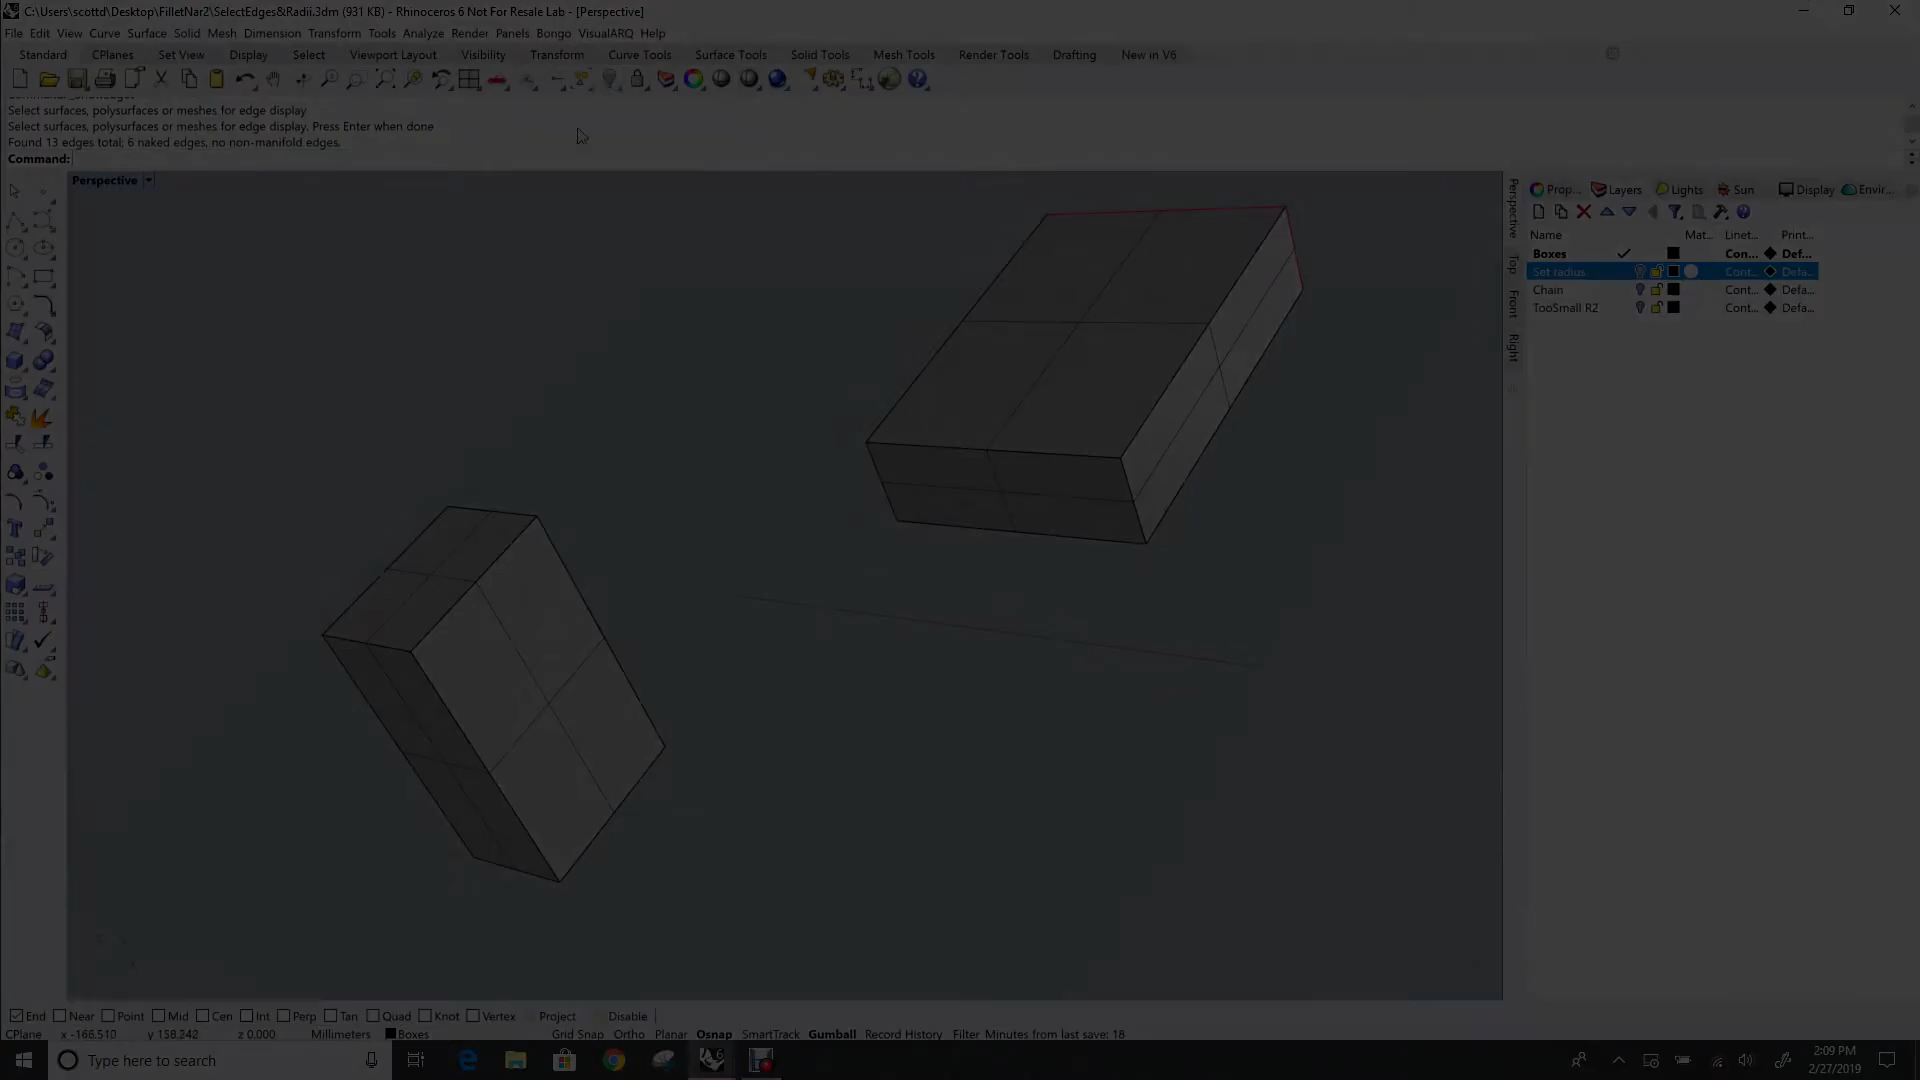 C:\Users\scottd\Desktop\FilletNar2\SelectEdges&Radii.3dm (931 KB) - Rhinoceros 6 Not For Resale Lab - [Perspective]
File Edit View Curve Surface Solid Mesh Dimension Transform Tools Analyze Render Panels Bongo VisualARQ Help
Standard CPlanes Set View Display Select Viewport Layout Visibility Transform Curve Tools Surface Tools Solid Tools Mesh Tools Render Tools Drafting New in V6
Select surfaces, polysurfaces or meshes for edge display
Select surfaces, polysurfaces or meshes for edge display. Press Enter when done
Found 13 edges total; 6 naked edges, no non-manifold edges.
Command:
Perspective
Perspective
Top
Front
Right
Prop... Layers Lights Sun Display Envir...
Name Mat... Linet... Print...
Boxes Con... Def...
Set radius Cont... Defa...
Chain Cont... Defa...
TooSmall R2 Cont... Defa...
End Near Point Mid Cen Int Perp Tan Quad Knot Vertex Project Disable
CPlane x -166.510 y 158.242 z 0.000 Millimeters Boxes Grid Snap Ortho Planar Osnap SmartTrack Gumball Record History Filter Minutes from last save: 18
Type here to search
2:09 PM
2/27/2019